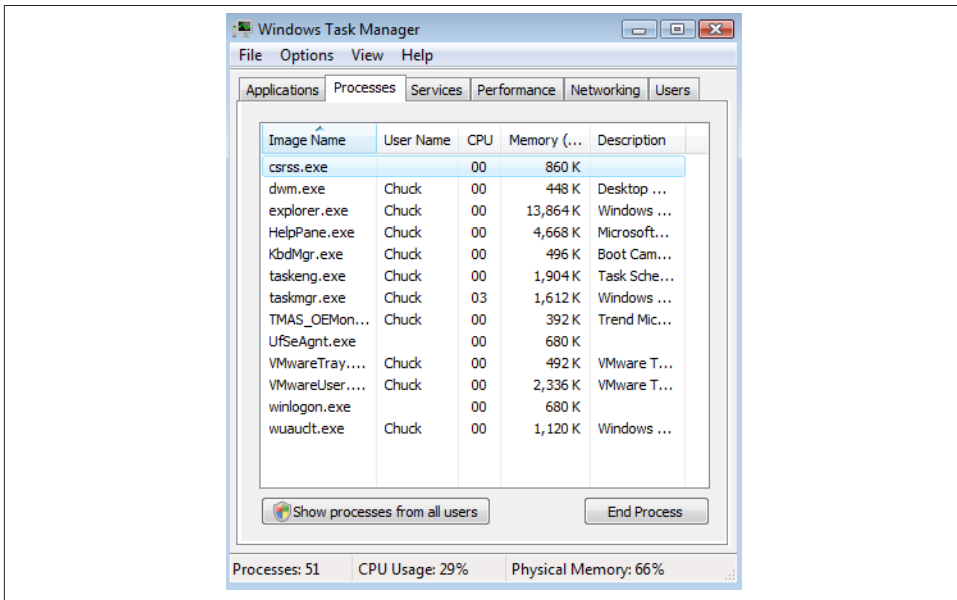 Windows Task Manager
File Options View Help
Applications Processes Services Performance Networking Users
Image Name User Name CPU Memory (... Description
csrss.exe 00 860 K
dwm.exe Chuck 00 448 K Desktop ...
explorer.exe Chuck 00 13,864 K Windows ...
HelpPane.exe Chuck 00 4,668 K Microsoft...
KbdMgr.exe Chuck 00 496 K Boot Cam...
taskeng.exe Chuck 00 1,904 K Task Sche...
taskmgr.exe Chuck 03 1,612 K Windows ...
TMAS_OEMon... Chuck 00 392 K Trend Mic...
UfSeAgnt.exe 00 680 K
VMwareTray.... Chuck 00 492 K VMware T...
VMwareUser.... Chuck 00 2,336 K VMware T...
winlogon.exe 00 680 K
wuauclt.exe Chuck 00 1,120 K Windows ...
Show processes from all users End Process
Processes: 51 CPU Usage: 29% Physical Memory: 66%